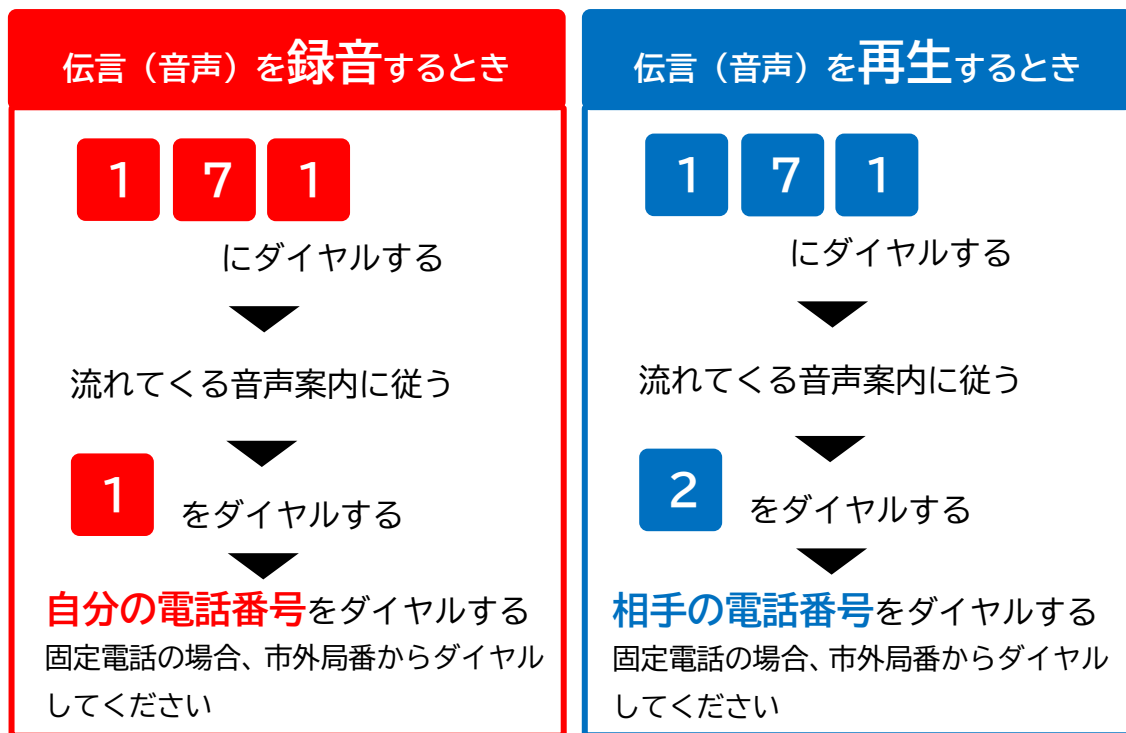 伝言（音声）を録音するとき
1 7 1
にダイヤルする
流れてくる音声案内に従う
1 をダイヤルする
自分の電話番号をダイヤルする
固定電話の場合、市外局番からダイヤル
してください
伝言（音声）を再生するとき
1 7 1
にダイヤルする
流れてくる音声案内に従う
2 をダイヤルする
相手の電話番号をダイヤルする
固定電話の場合、市外局番からダイヤル
してください